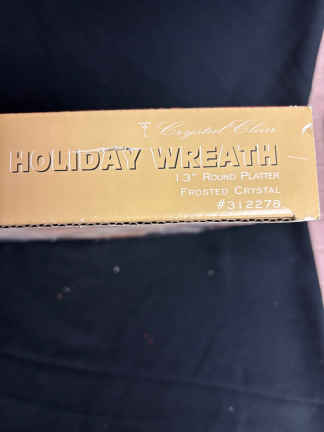 Crystal Clear
HOLIDAY WREATH
13" ROUND PLATTER
FROSTED CRYSTAL
#312278